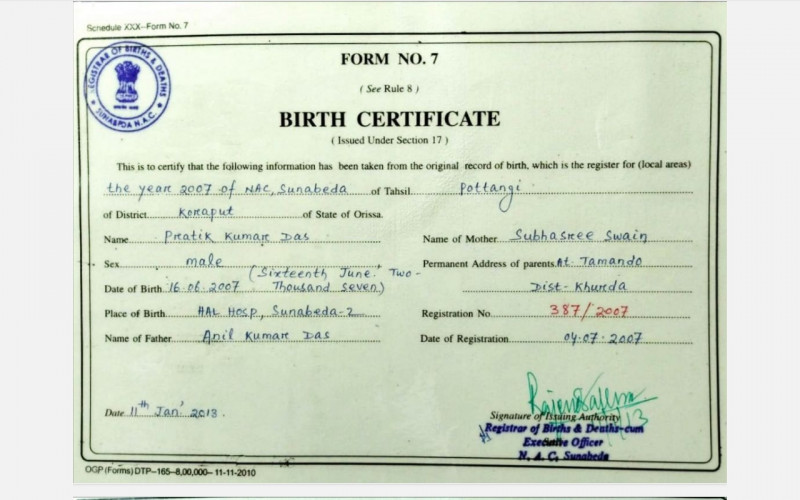 Schedule XXX–Form No. 7
REGISTRAR OF BIRTHS & DEATHS
SUNABEDA N.A.C.
FORM NO. 7
( See Rule 8 )
BIRTH CERTIFICATE
( Issued Under Section 17 )
This is to certify that the following information has been taken from the original record of birth, which is the register for (local areas)
the year 2007 of NAC, Sunabeda of Tahsil Pottangi
of District Koraput of State of Orissa.
Name Pratik Kumar Das Name of Mother Subhasree Swain
Sex male Permanent Address of parents At. Tamando
(Sixteenth June. Two-
Date of Birth 16.06.2007 Thousand Seven) Dist- Khurda
Place of Birth HAL Hosp, Sunabeda-2 Registration No. 387/2007
Name of Father Anil Kumar Das Date of Registration 04.07.2007
Date 11th Jan' 2013.
Signature of Issuing Authority
Registrar of Births & Deaths-cum
Executive Officer
N. A. C. Sunabeda
OGP (Forms) DTP–165–8,00,000– 11-11-2010